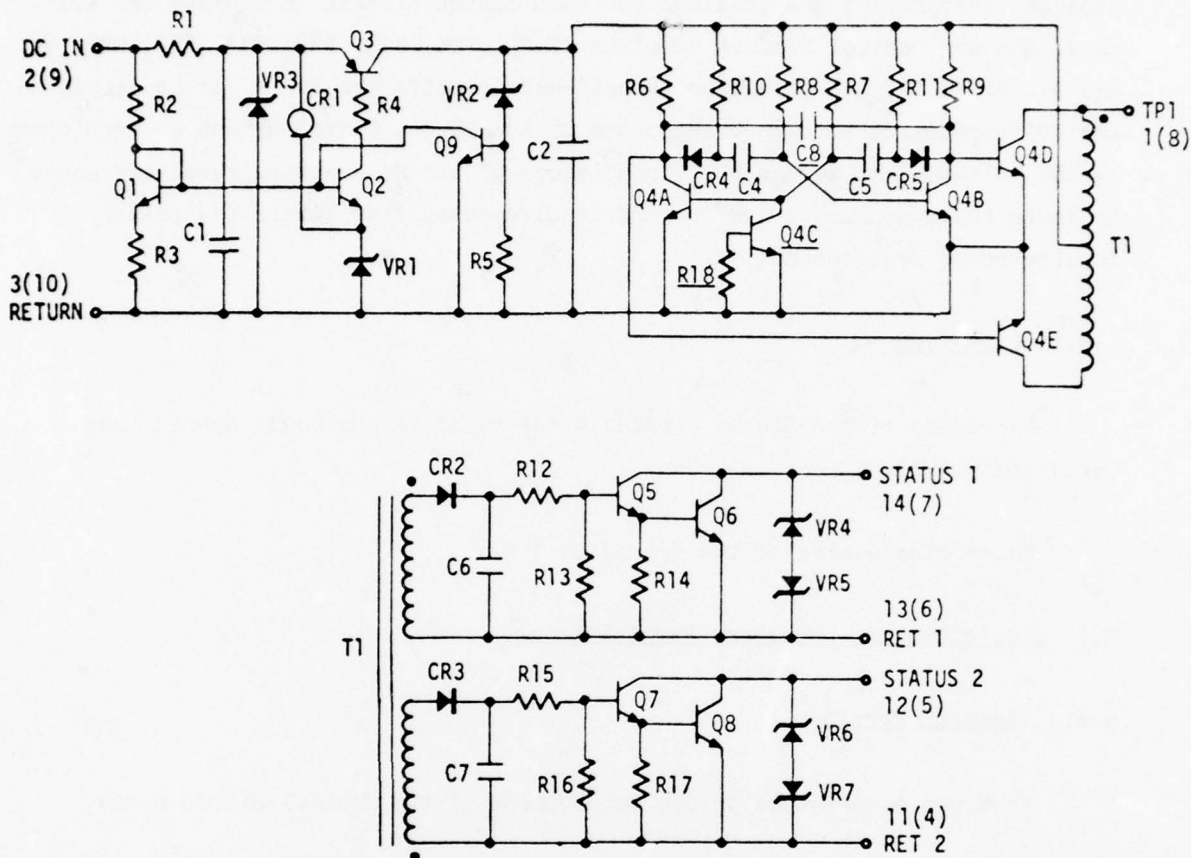 R1
DC IN
2(9)
Q3
R2
VR3
CR1
R4
VR2
Q9
C2
R6
R10
R8
R7
R11
R9
TP1
1(8)
C8
Q4D
CR4
C4
C5
CR5
Q1
Q2
Q4A
Q4B
Q4C
T1
R3
C1
VR1
R5
R18
3(10)
RETURN
Q4E
CR2
R12
STATUS 1
14(7)
Q5
Q6
VR4
C6
R13
R14
VR5
13(6)
RET 1
T1
CR3
R15
STATUS 2
12(5)
Q7
Q8
VR6
C7
R16
R17
VR7
11(4)
RET 2